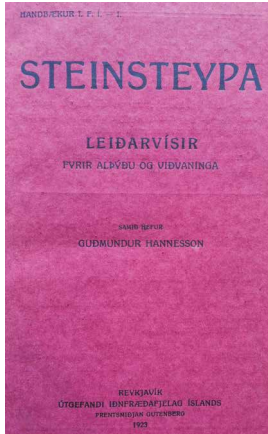 HANDBÆKUR I. F. Í. — I.
STEINSTEYPA
LEIÐARVÍSIR
FYRIR ALÞÝÐU OG VIÐVANINGA
SAMIÐ HEFUR
GUÐMUNDUR HANNESSON
REYKJAVÍK
ÚTGEFANDI IÐNFRÆÐAFJELAG ÍSLANDS
PRENTSMIÐJAN GUTENBERG
1923